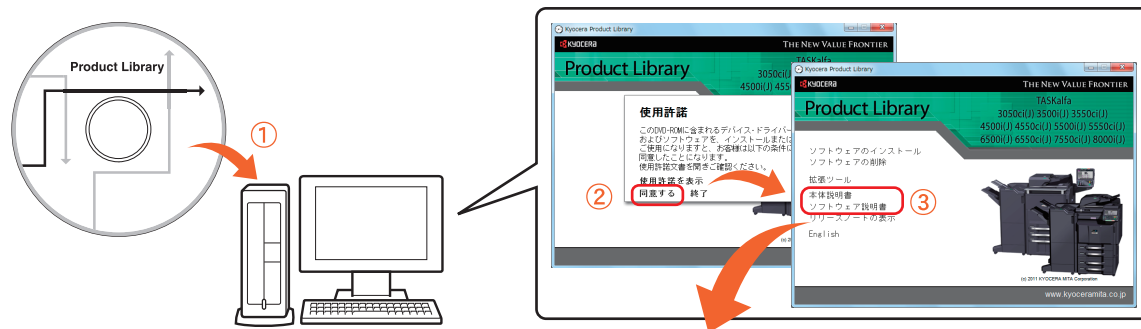 Product Library
①
Kyocera Product Library
KYOCERA
THE NEW VALUE FRONTIER
TASKalfa
Product Library
3050ci(J)
4500i(J) 455
使用許諾
このDVD-ROMに含まれるデバイス・ドライバー
およびソフトウェアを、インストールまたは
ご使用になりますと、お客様は以下の条件に
同意したことになります。
使用許諾文書を開きご確認ください。
使用許諾を表示
②
同意する 終了
Kyocera Product Library
KYOCERA
THE NEW VALUE FRONTIER
Product Library
TASKalfa
3050ci(J) 3500i(J) 3550ci(J)
4500i(J) 4550ci(J) 5500i(J) 5550ci(J)
6500i(J) 6550ci(J) 7550ci(J) 8000i(J)
ソフトウェアのインストール
ソフトウェアの削除
拡張ツール
本体説明書
ソフトウェア説明書
③
リリースノートの表示
English
(c) 2011 KYOCERA MITA Corporation
www.kyoceramita.co.jp